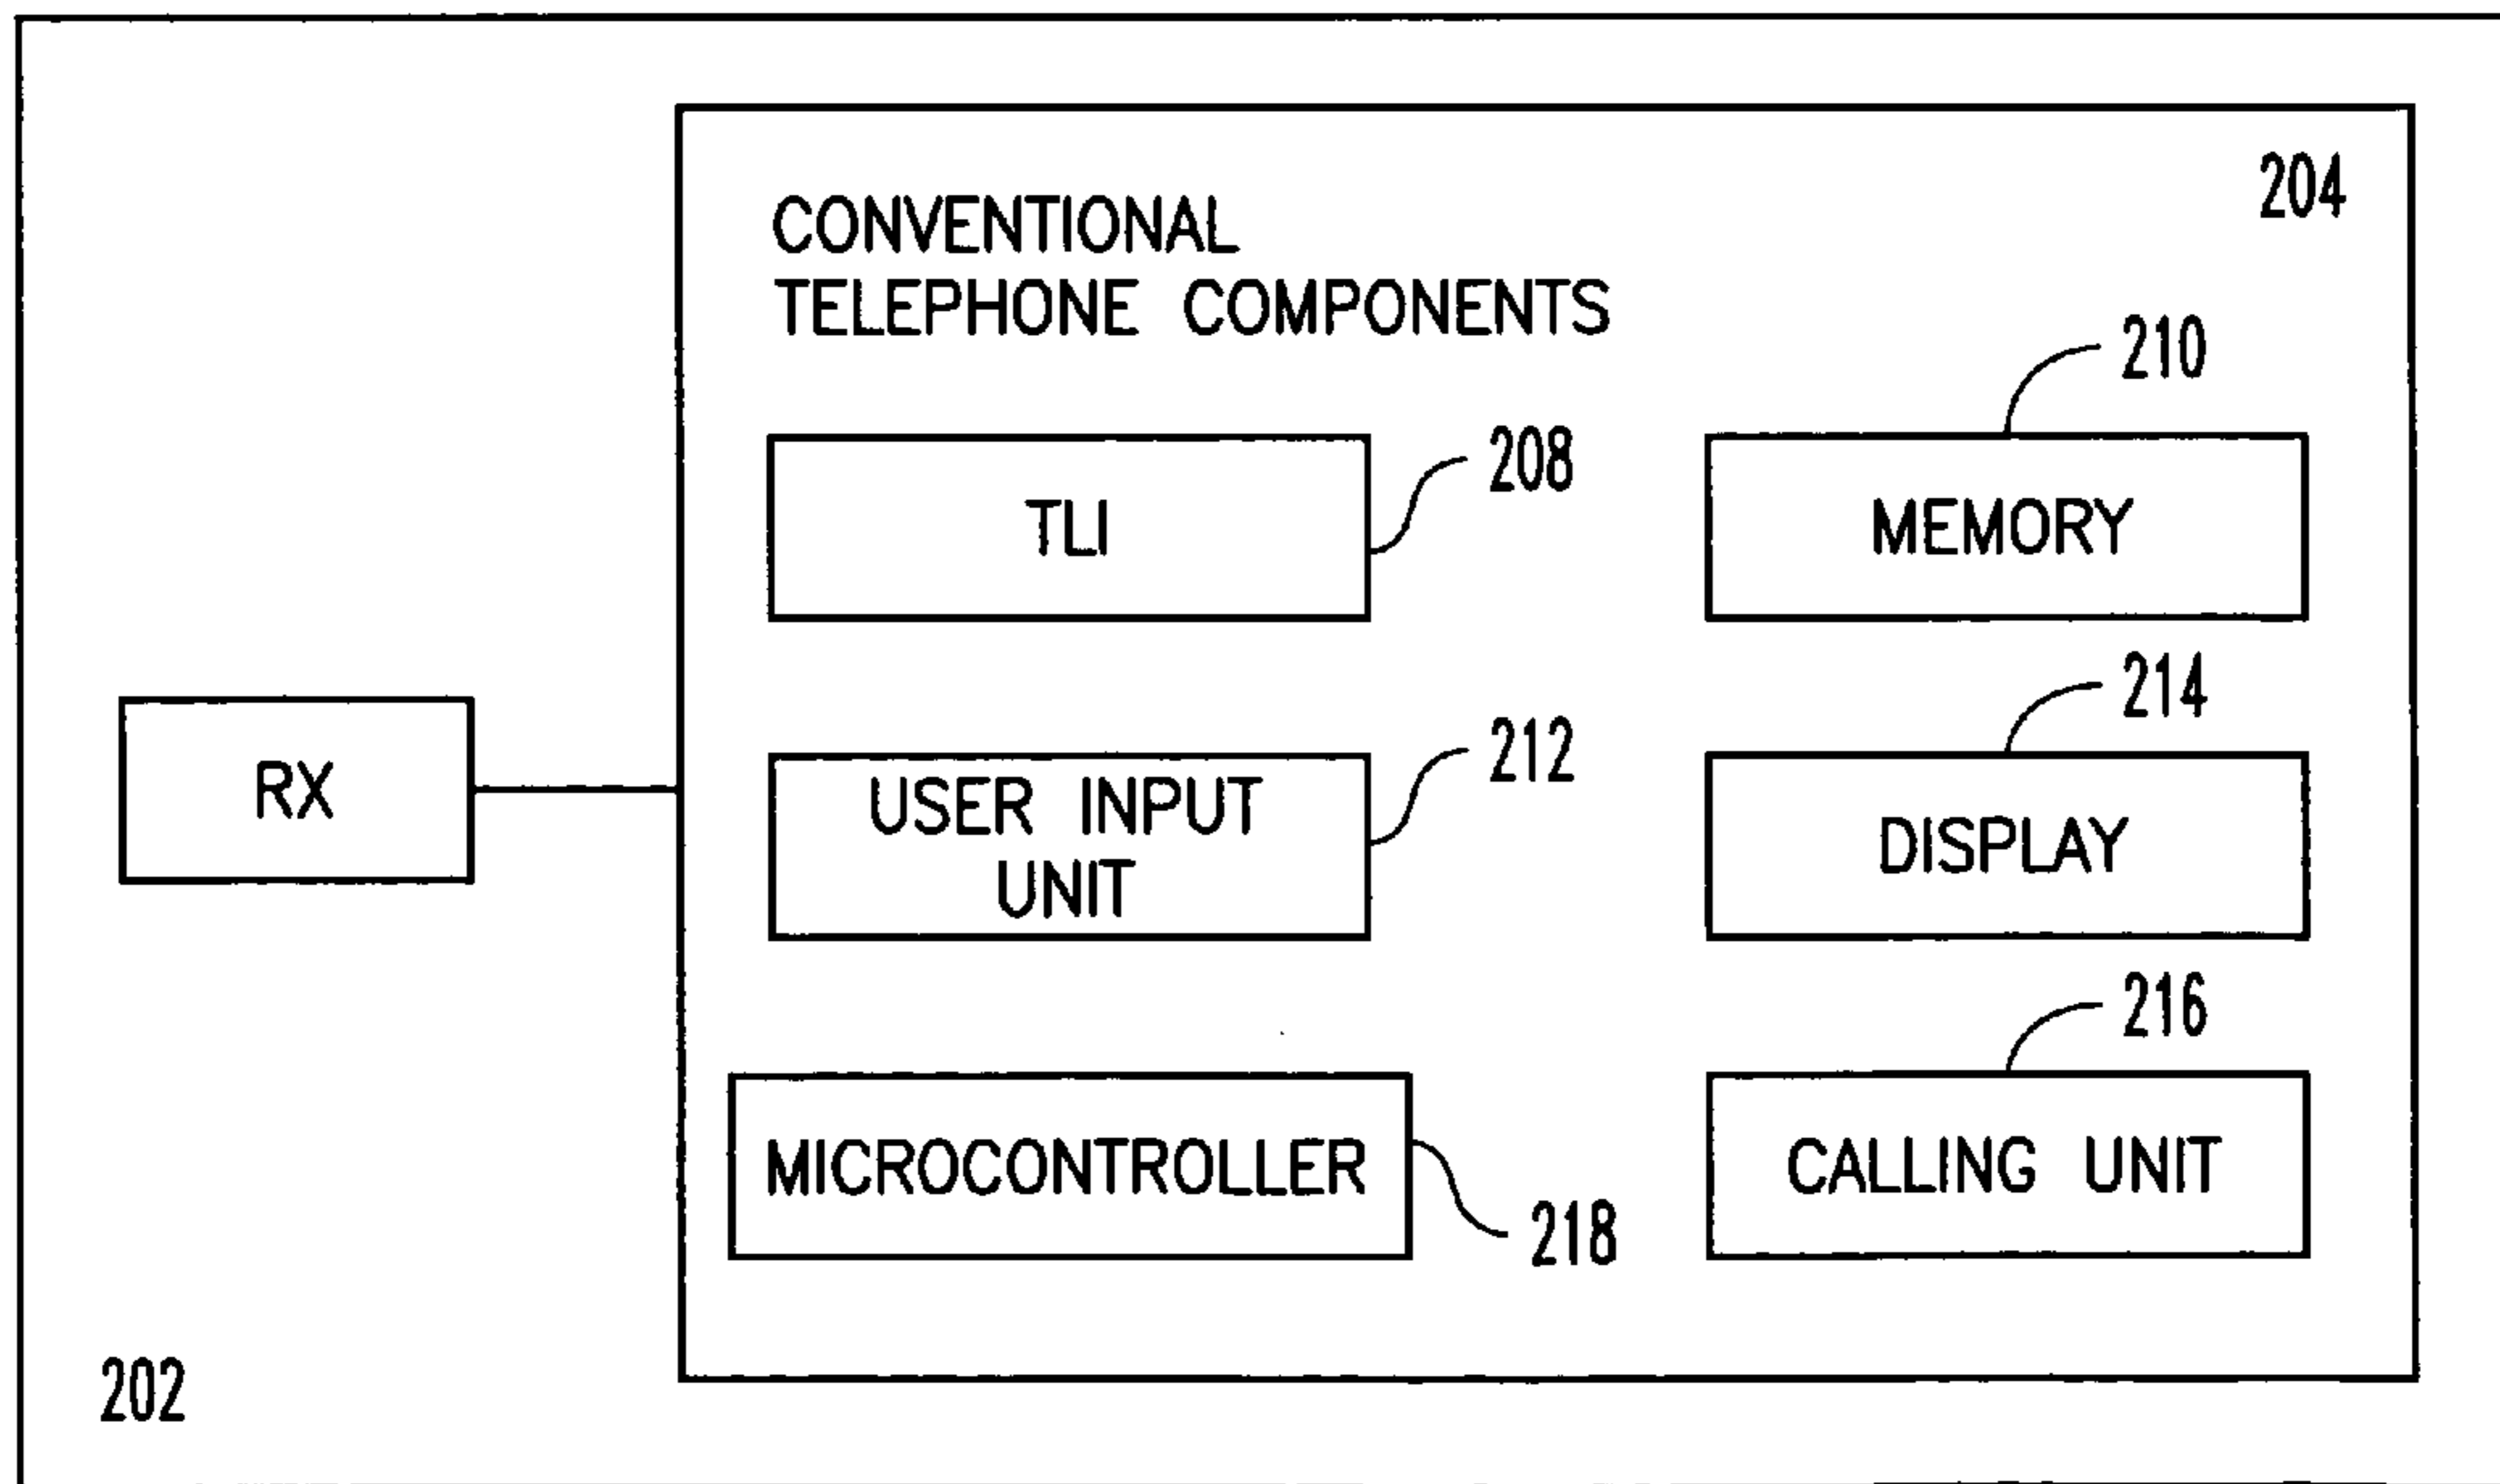 204
CONVENTIONAL
TELEPHONE COMPONENTS
210
208
TLI
MEMORY
214
212
RX
USER INPUT
UNIT
DISPLAY
216
MICROCONTROLLER
CALLING UNIT
218
202